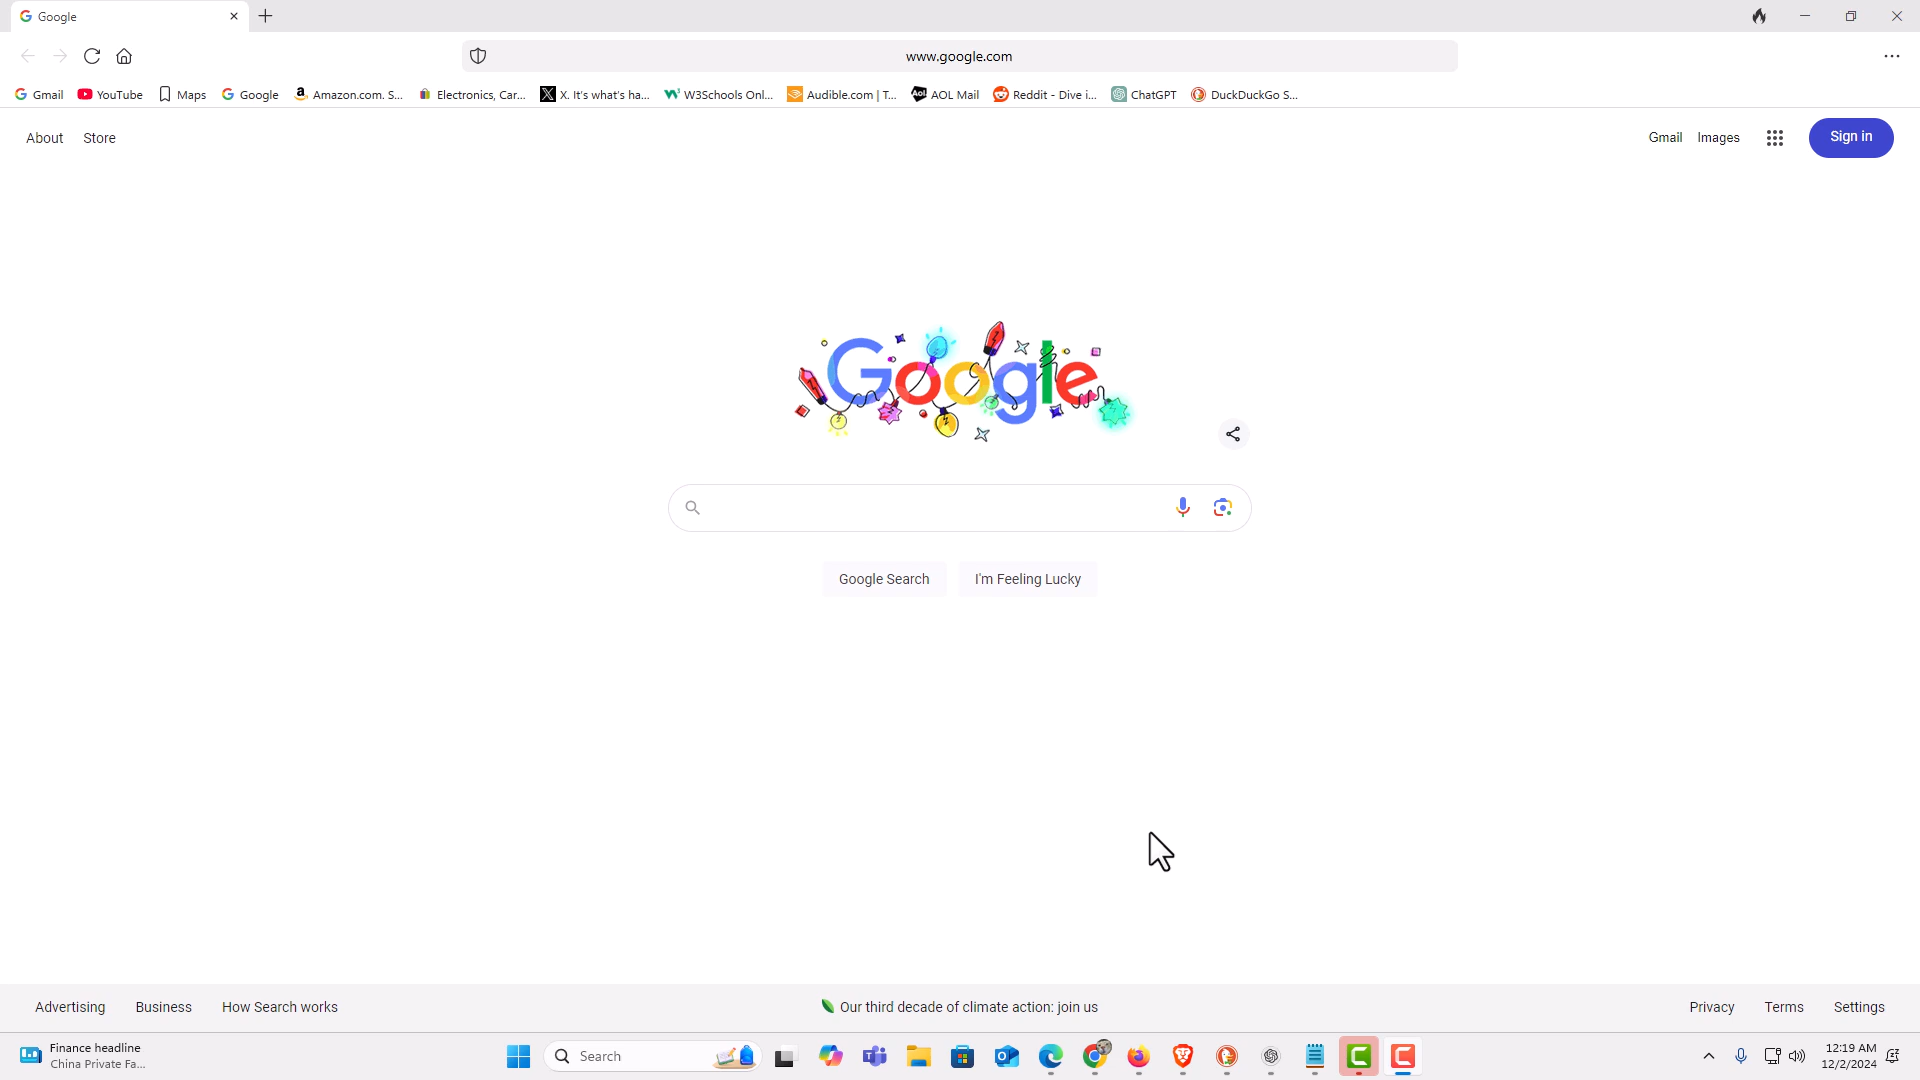 Google
www.google.com
Gmail YouTube Maps Google Amazon.com. S... Electronics, Car... X. It's what's ha... W3Schools Onl... Audible.com | T... AOL Mail Reddit - Dive i... ChatGPT DuckDuckGo S...
About Store Gmail Images Sign in
Google
Google Search I'm Feeling Lucky
Advertising Business How Search works Our third decade of climate action: join us Privacy Terms Settings
Finance headline
China Private Fa...
Search
12:19 AM
12/2/2024